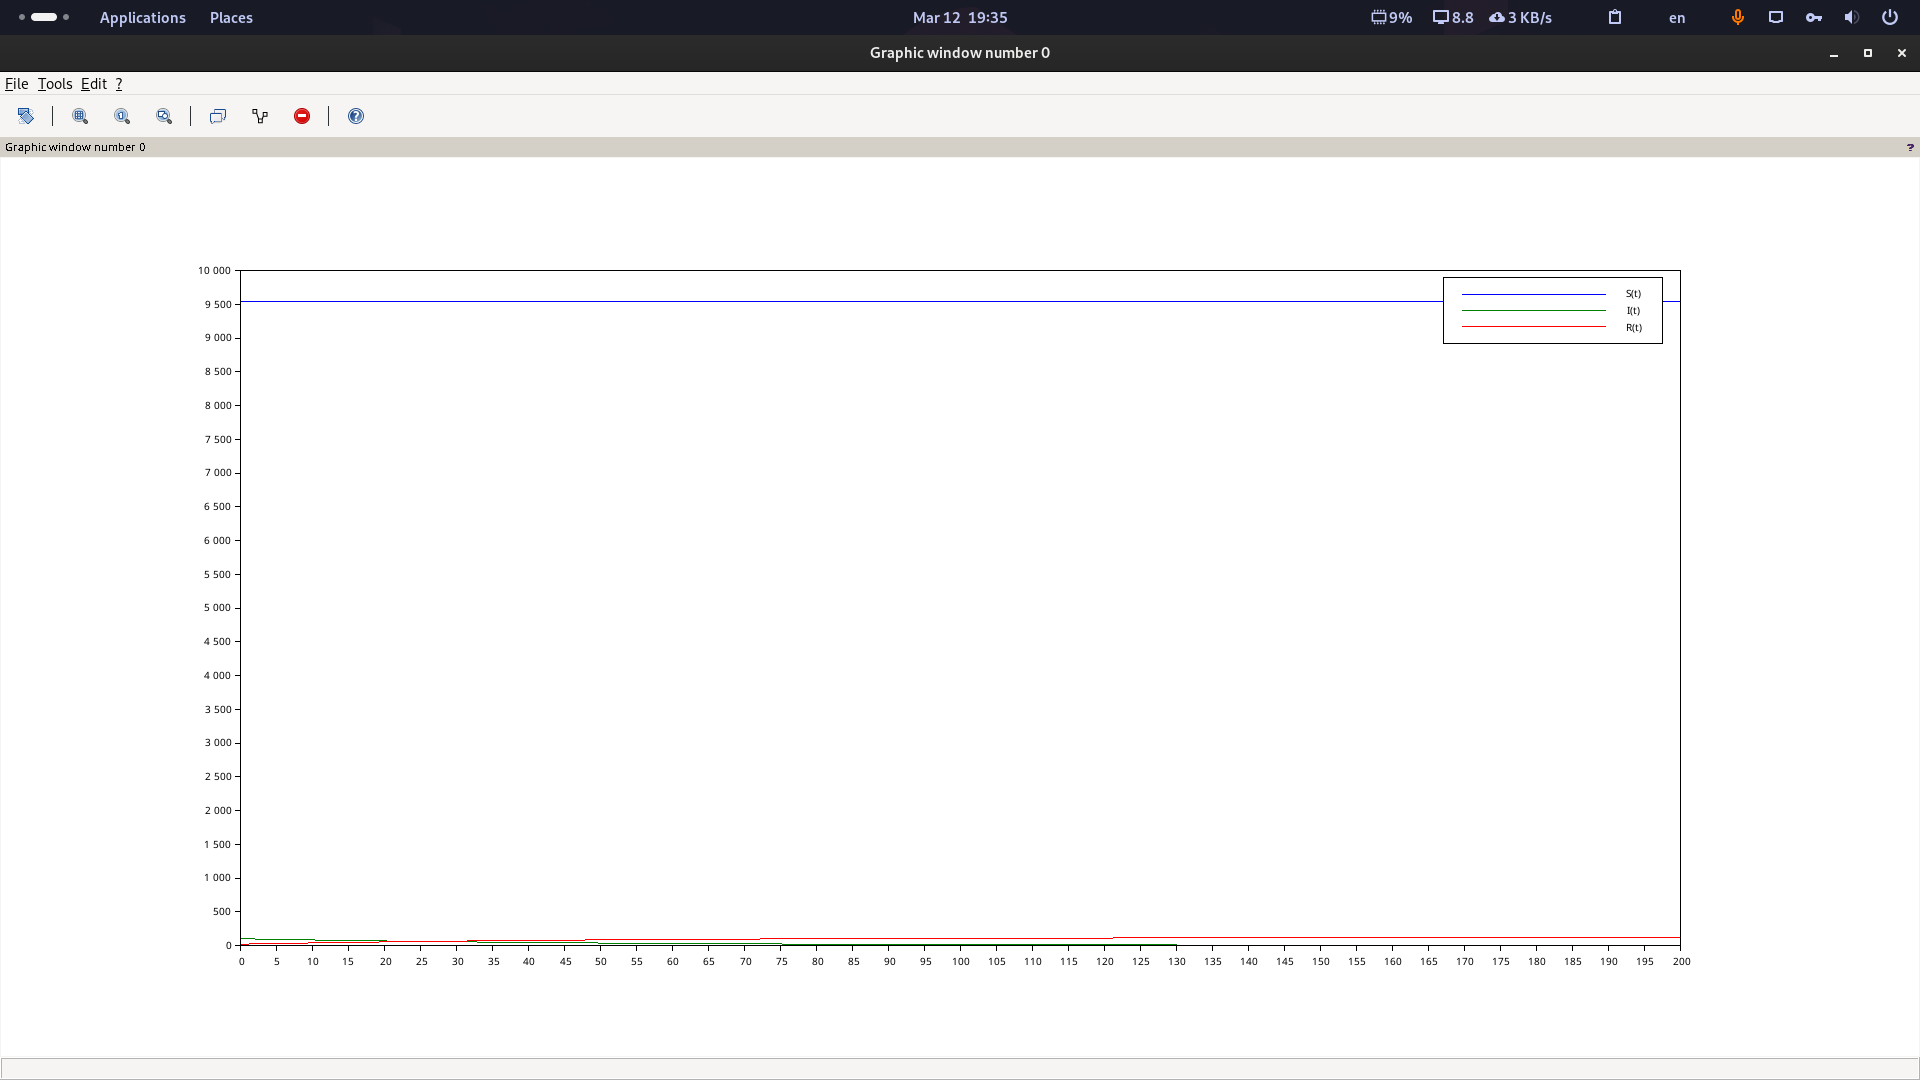 Applications Places Mar 12 19:35 9% 8.8 3 KB/s en
Graphic window number 0
File Tools Edit ?
Graphic window number 0 ?
10 000
9 500
9 000
8 500
8 000
7 500
7 000
6 500
6 000
5 500
5 000
4 500
4 000
3 500
3 000
2 500
2 000
1 500
1 000
500
0
S(t)
I(t)
R(t)
0 5 10 15 20 25 30 35 40 45 50 55 60 65 70 75 80 85 90 95 100 105 110 115 120 125 130 135 140 145 150 155 160 165 170 175 180 185 190 195 200